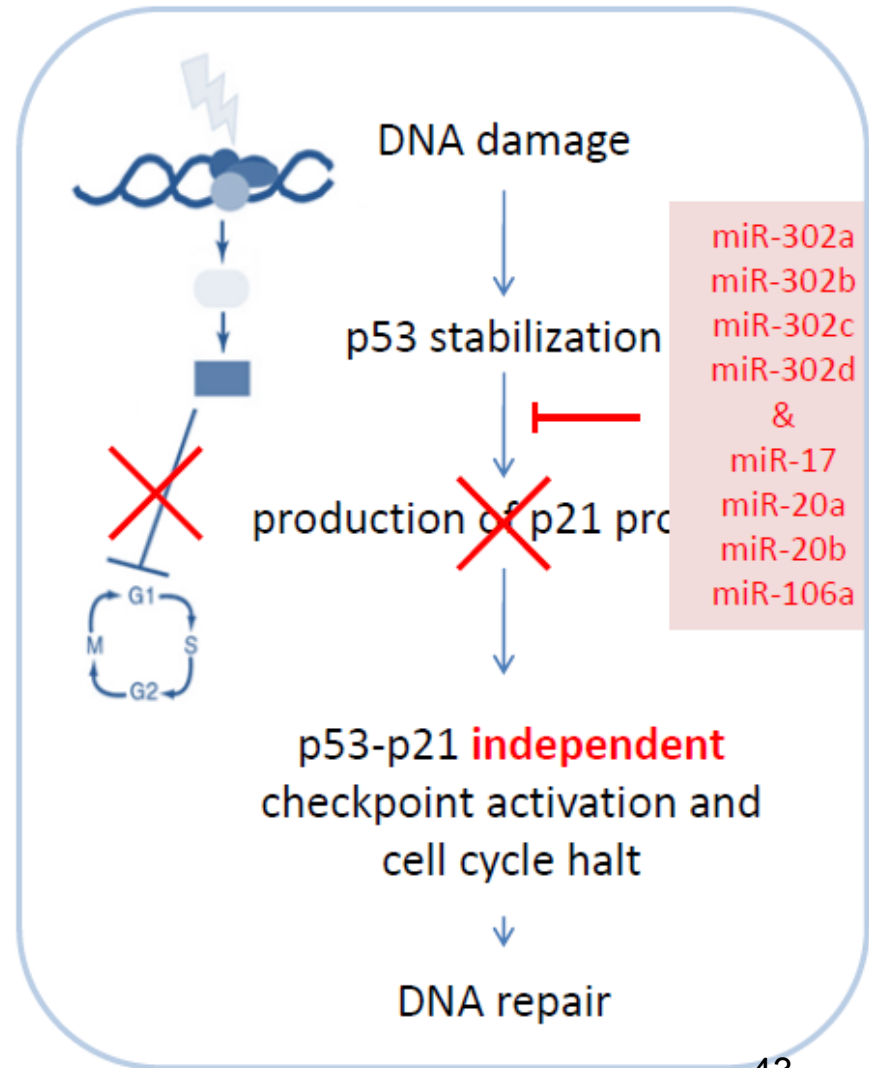 DNA damage
p53 stabilization
production of p21 pro
p53-p21 independent
checkpoint activation and
cell cycle halt
DNA repair
miR-302a
miR-302b
miR-302c
miR-302d
&
miR-17
miR-20a
miR-20b
miR-106a
G1
M
S
G2